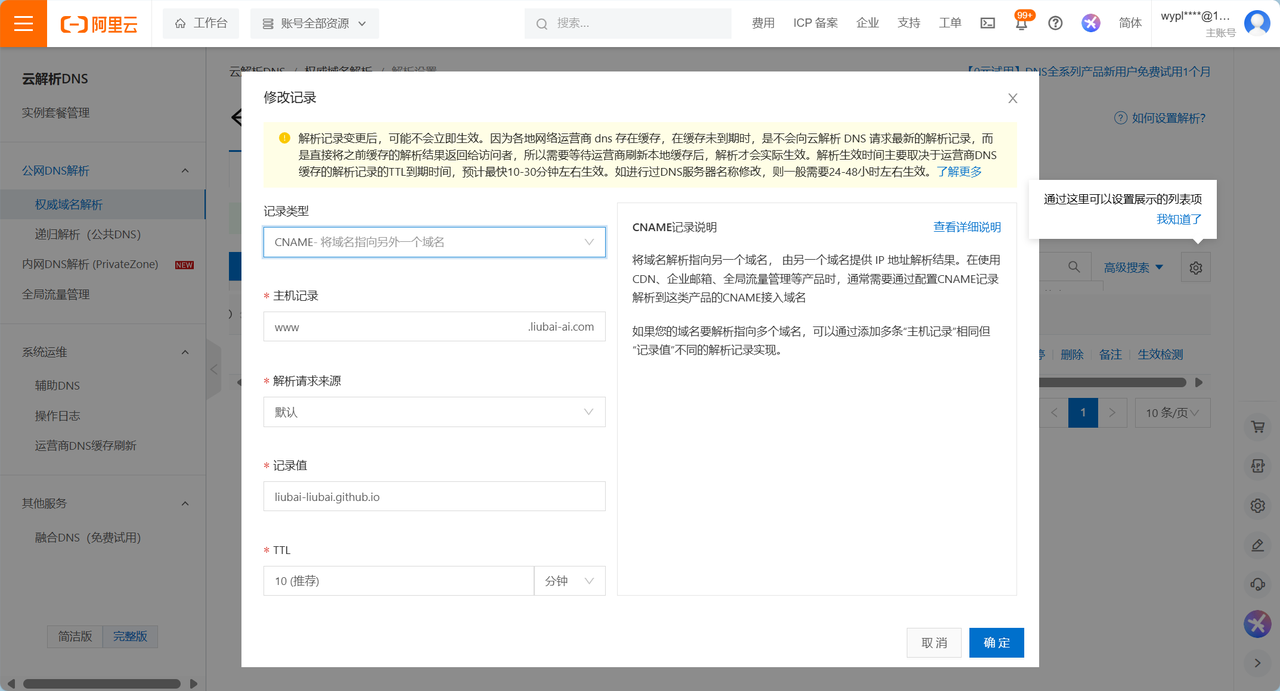 阿里云
工作台
账号全部资源
搜索...
费用
ICP 备案
企业
支持
工单
99+
简体
wypl****@1...
主账号
云解析DNS
实例套餐管理
公网DNS解析
权威域名解析
递归解析（公共DNS)
内网DNS解析 (PrivateZone)
NEW
全局流量管理
系统运维
辅助DNS
操作日志
运营商DNS缓存刷新
其他服务
融合DNS（免费试用)
简洁版
完整版
云解析DNS / 权威域名解析 / 解析设置
【0元试用】DNS全系列产品新用户免费试用1个月
如何设置解析?
修改记录
解析记录变更后，可能不会立即生效。因为各地网络运营商 dns 存在缓存，在缓存未到期时，是不会向云解析 DNS 请求最新的解析记录，而
是直接将之前缓存的解析结果返回给访问者，所以需要等待运营商刷新本地缓存后，解析才会实际生效。解析生效时间主要取决于运营商DNS
缓存的解析记录的TTL到期时间，预计最快10-30分钟左右生效。如进行过DNS服务器名称修改，则一般需要24-48小时左右生效。了解更多
记录类型
CNAME- 将域名指向另外一个域名
* 主机记录
www
.liubai-ai.com
* 解析请求来源
默认
* 记录值
liubai-liubai.github.io
* TTL
10 (推荐)
分钟
CNAME记录说明
查看详细说明
将域名解析指向另一个域名， 由另一个域名提供 IP 地址解析结果。在使用
CDN、企业邮箱、全局流量管理等产品时，通常需要通过配置CNAME记录
解析到这类产品的CNAME接入域名
如果您的域名要解析指向多个域名，可以通过添加多条“主机记录”相同但
“记录值”不同的解析记录实现。
取 消
确 定
通过这里可以设置展示的列表项
我知道了
高级搜索
删除
备注
生效检测
1
10 条/页